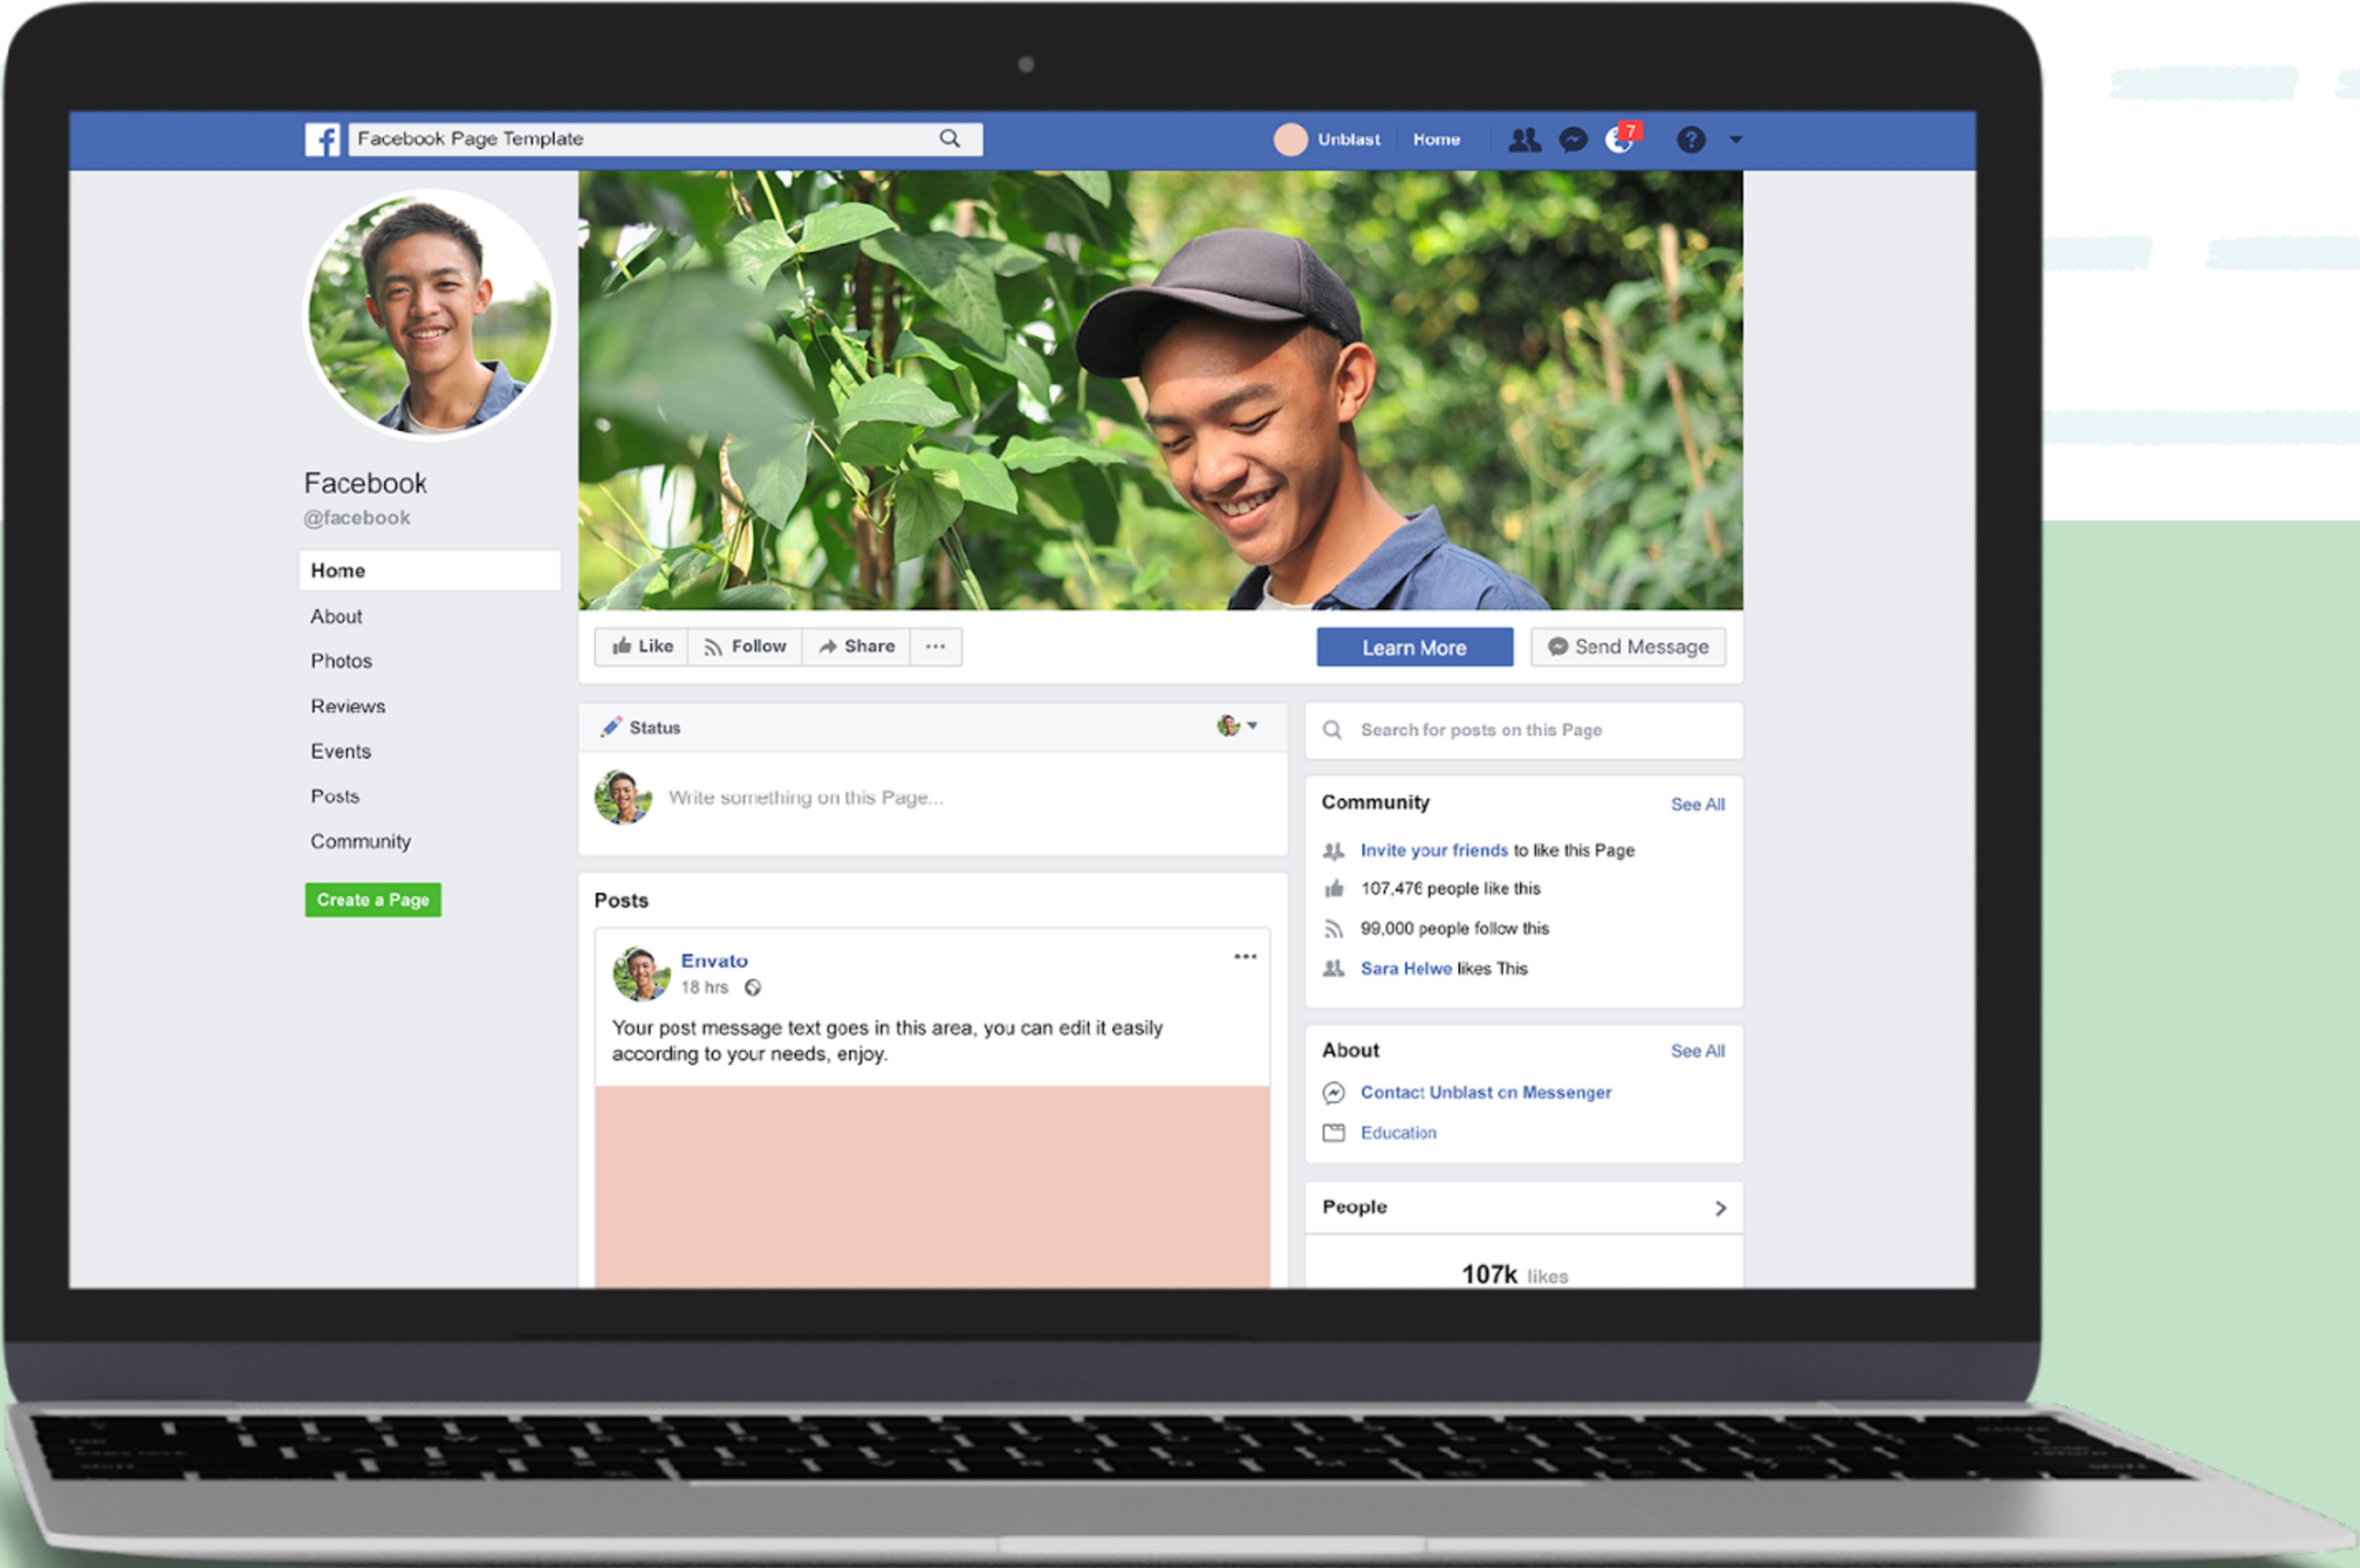 Facebook Page Template
Unblast
Home
7
?
Facebook
@facebook
Home
About
Photos
Reviews
Events
Posts
Community
Create a Page
Like
Follow
Share
Learn More
Send Message
Status
Write something on this Page...
Posts
Envato
18 hrs
Your post message text goes in this area, you can edit it easily
according to your needs, enjoy.
Search for posts on this Page
Community
See All
Invite your friends to like this Page
107,476 people like this
99,000 people follow this
Sara Helwe likes This
About
See All
Contact Unblast on Messenger
Education
People
107k likes